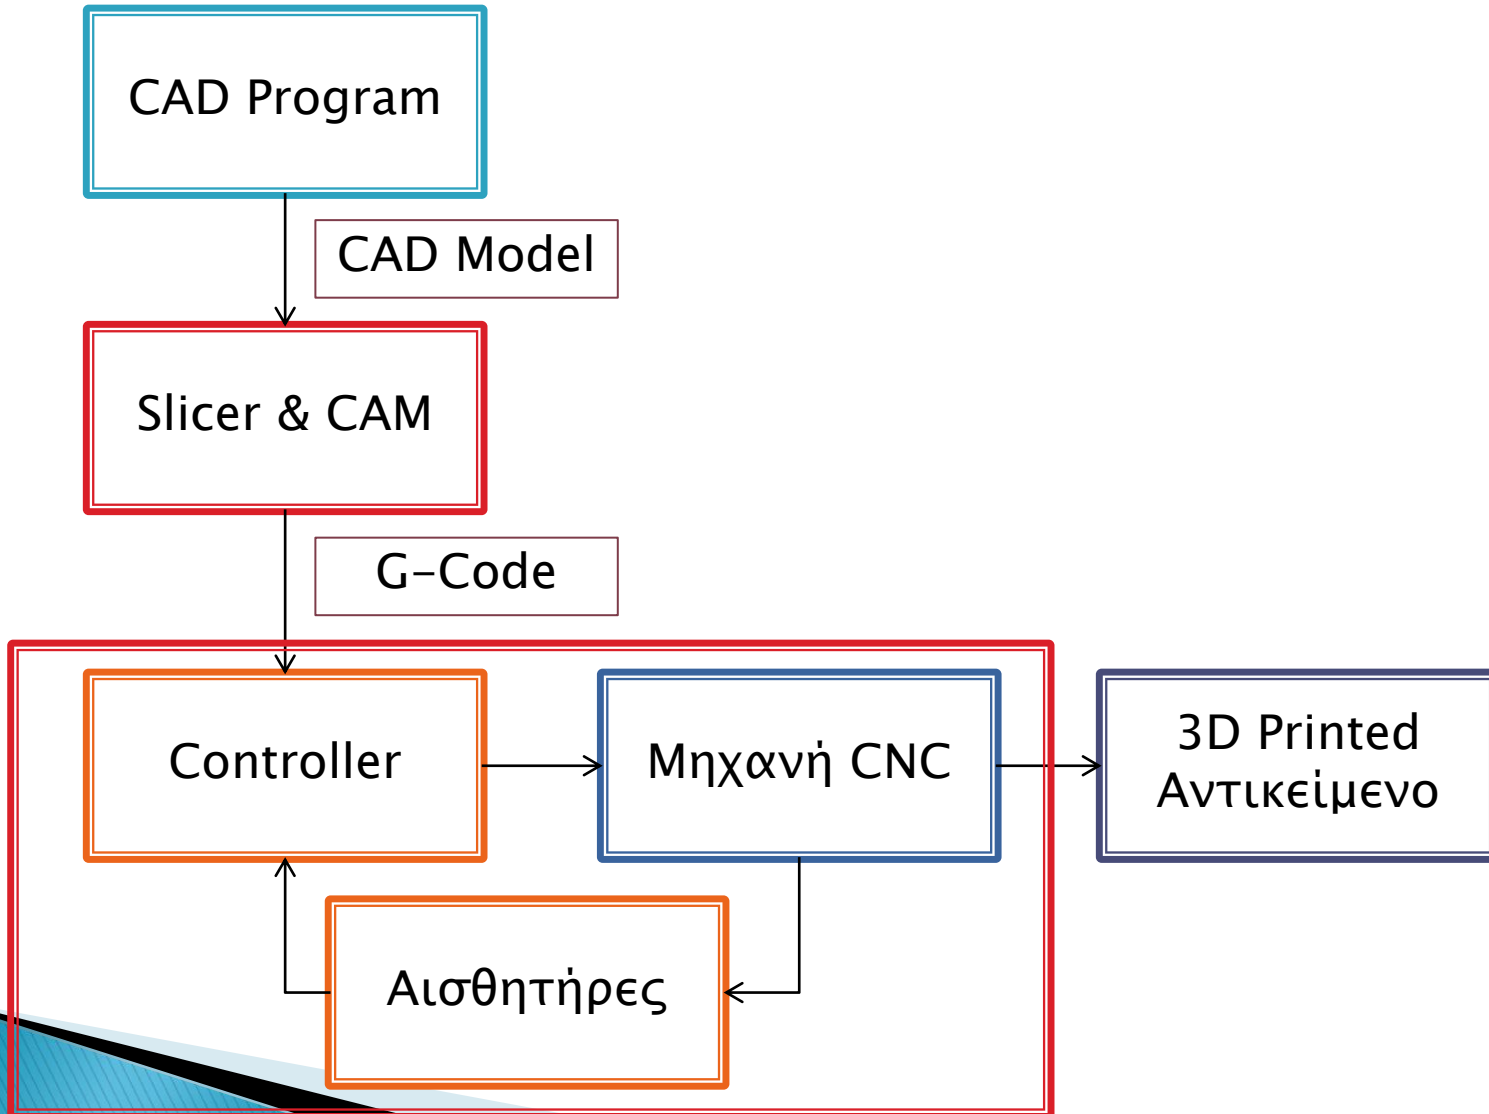 CAD Program
CAD Model
Slicer & CAM
G-Code
Controller
Μηχανή CNC
3D Printed
Αντικείμενο
Αισθητήρες